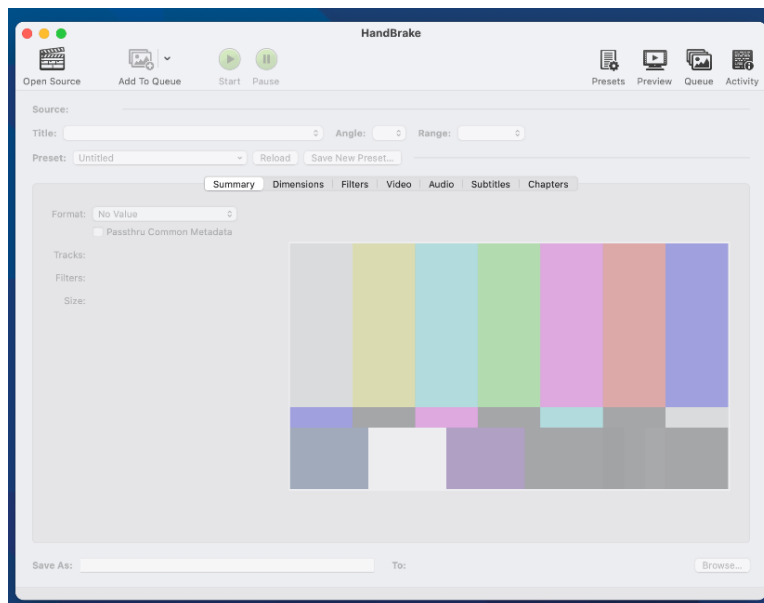 HandBrake
Open Source Add To Queue Start Pause Presets Preview Queue Activity
Source:
Title: Angle: Range:
Preset: Untitled Reload Save New Preset...
Summary Dimensions Filters Video Audio Subtitles Chapters
Format: No Value
Passthru Common Metadata
Tracks:
Filters:
Size:
Save As: To: Browse...